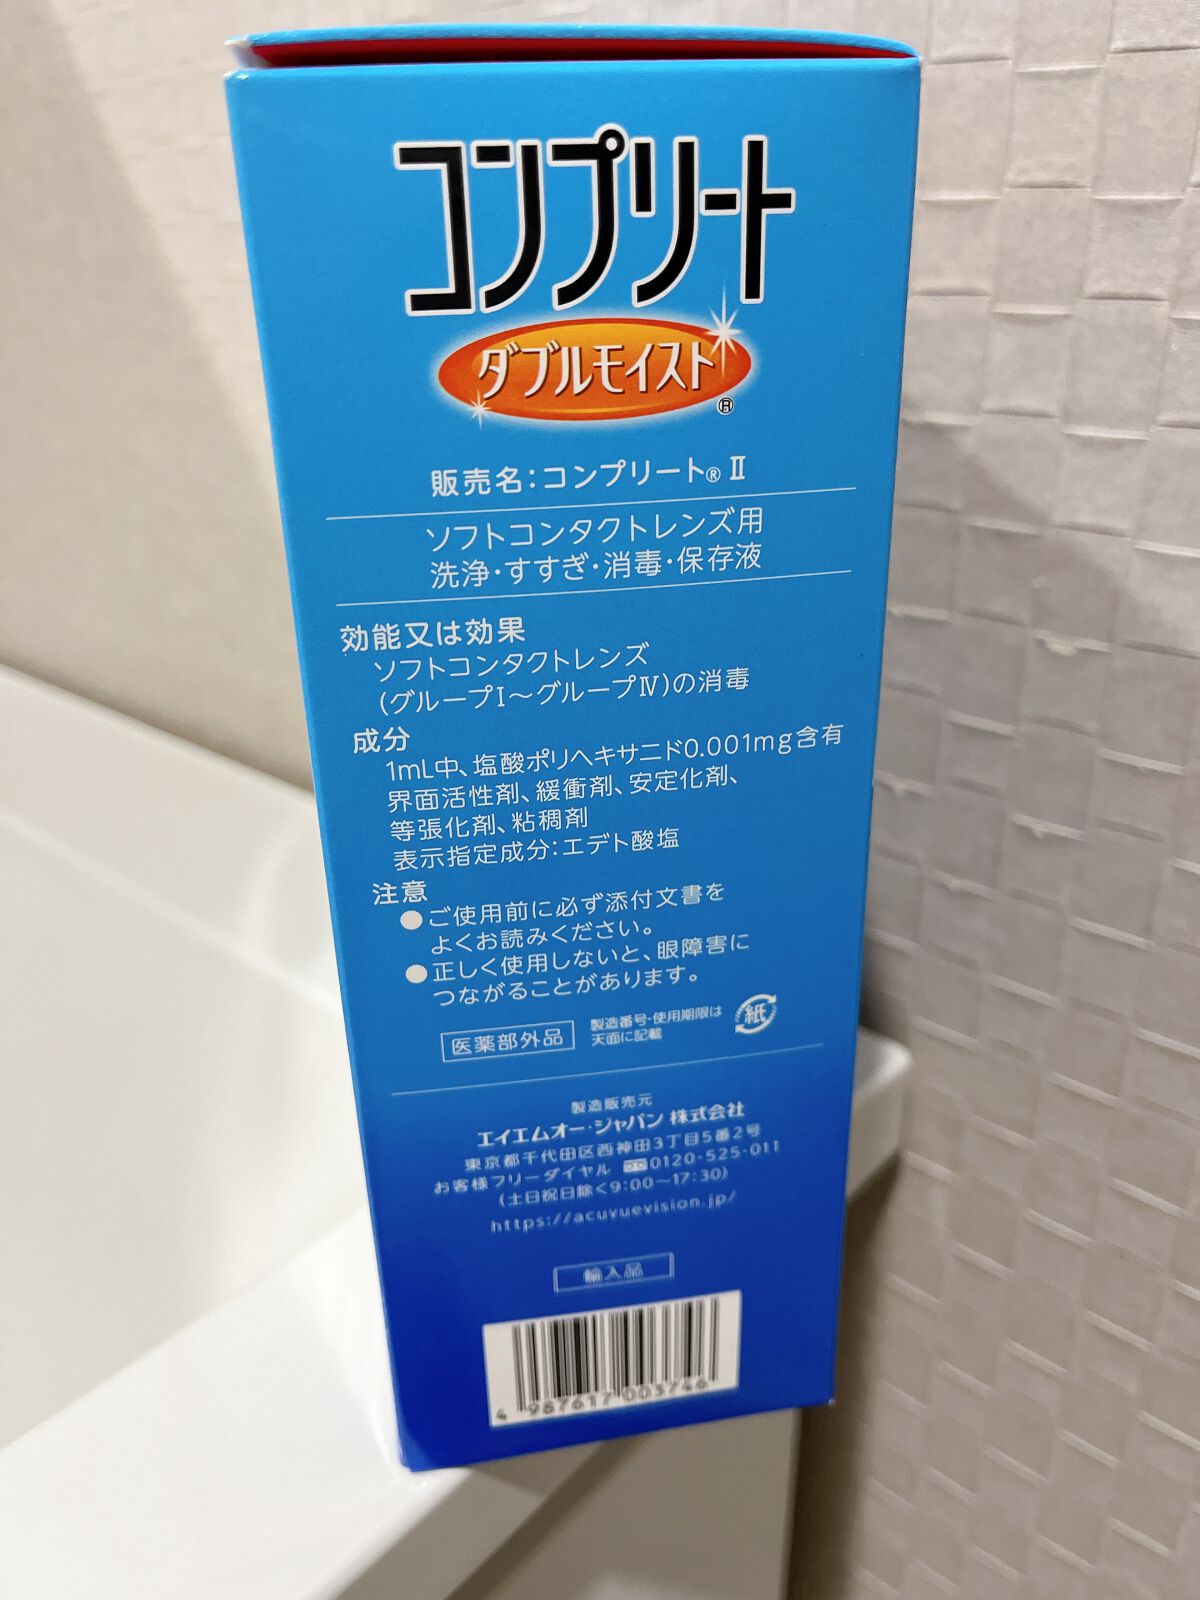 コンプリート
ダブルモイスト®
販売名:コンプリート® Ⅱ
ソフトコンタクトレンズ用
洗浄・すすぎ・消毒・保存液
効能又は効果
ソフトコンタクトレンズ
(グループⅠ～グループⅣ)の消毒
成分
1mL中、塩酸ポリヘキサニド0.001mg含有
界面活性剤、緩衝剤、安定化剤、
等張化剤、粘稠剤
表示指定成分:エデト酸塩
注意
●ご使用前に必ず添付文書を
よくお読みください。
●正しく使用しないと、眼障害に
つながることがあります。
医薬部外品
製造番号・使用期限は
天面に記載
紙
製造販売元
エイエムオー・ジャパン 株式会社
東京都千代田区西神田3丁目5番2号
お客様フリーダイヤル 0120-525-011
(土日祝日除く9:00～17:30)
https://acuvuevision.jp/
輸入品
4 987617 003746